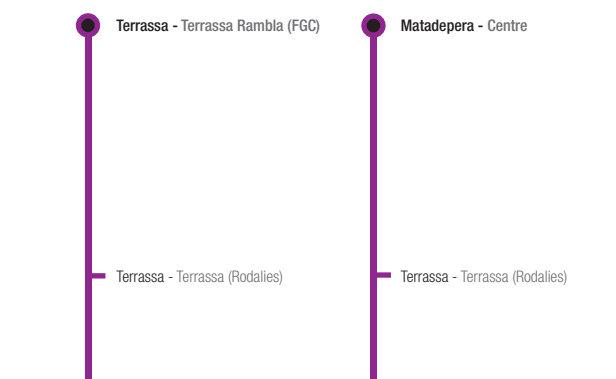 Terrassa - Terrassa Rambla (FGC)
Matadepera - Centre
Terrassa - Terrassa (Rodalies)
Terrassa - Terrassa (Rodalies)